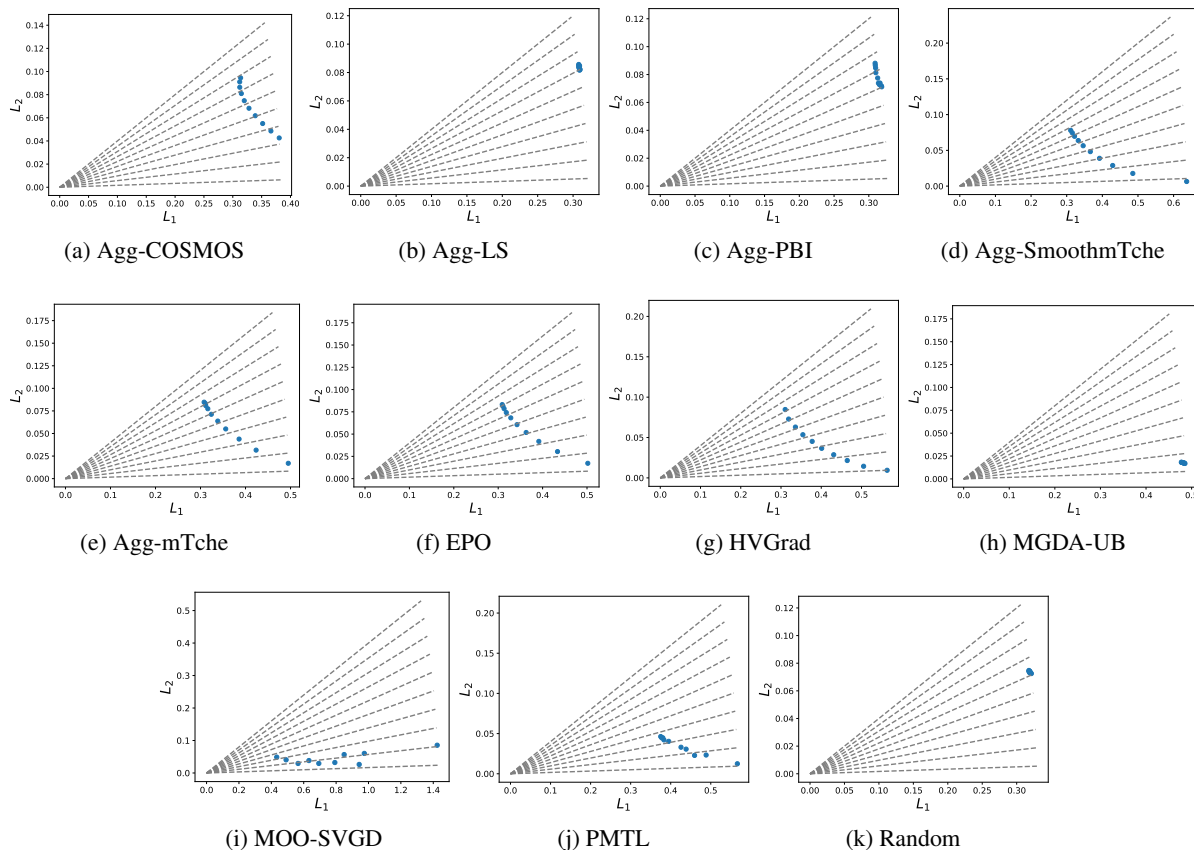 0.14
0.12
0.10
0.08
0.06
0.04
0.02
0.00
L2
0.00 0.05 0.10 0.15 0.20 0.25 0.30 0.35 0.40
L1
(a) Agg-COSMOS
0.12
0.10
0.08
0.06
0.04
0.02
0.00
L2
0.00 0.05 0.10 0.15 0.20 0.25 0.30
L1
(b) Agg-LS
0.12
0.10
0.08
0.06
0.04
0.02
0.00
L2
0.00 0.05 0.10 0.15 0.20 0.25 0.30
L1
(c) Agg-PBI
0.20
0.15
0.10
0.05
0.00
L2
0.0 0.1 0.2 0.3 0.4 0.5 0.6
L1
(d) Agg-SmoothmTche
0.175
0.150
0.125
0.100
0.075
0.050
0.025
0.000
L2
0.0 0.1 0.2 0.3 0.4 0.5
L1
(e) Agg-mTche
0.175
0.150
0.125
0.100
0.075
0.050
0.025
0.000
L2
0.0 0.1 0.2 0.3 0.4 0.5
L1
(f) EPO
0.20
0.15
0.10
0.05
0.00
L2
0.0 0.1 0.2 0.3 0.4 0.5 0.6
L1
(g) HVGrad
0.175
0.150
0.125
0.100
0.075
0.050
0.025
0.000
L2
0.0 0.1 0.2 0.3 0.4 0.5
L1
(h) MGDA-UB
0.5
0.4
0.3
0.2
0.1
0.0
L2
0.0 0.2 0.4 0.6 0.8 1.0 1.2 1.4
L1
(i) MOO-SVGD
0.20
0.15
0.10
0.05
0.00
L2
0.0 0.1 0.2 0.3 0.4 0.5
L1
(j) PMTL
0.12
0.10
0.08
0.06
0.04
0.02
0.00
L2
0.00 0.05 0.10 0.15 0.20 0.25 0.30
L1
(k) Random